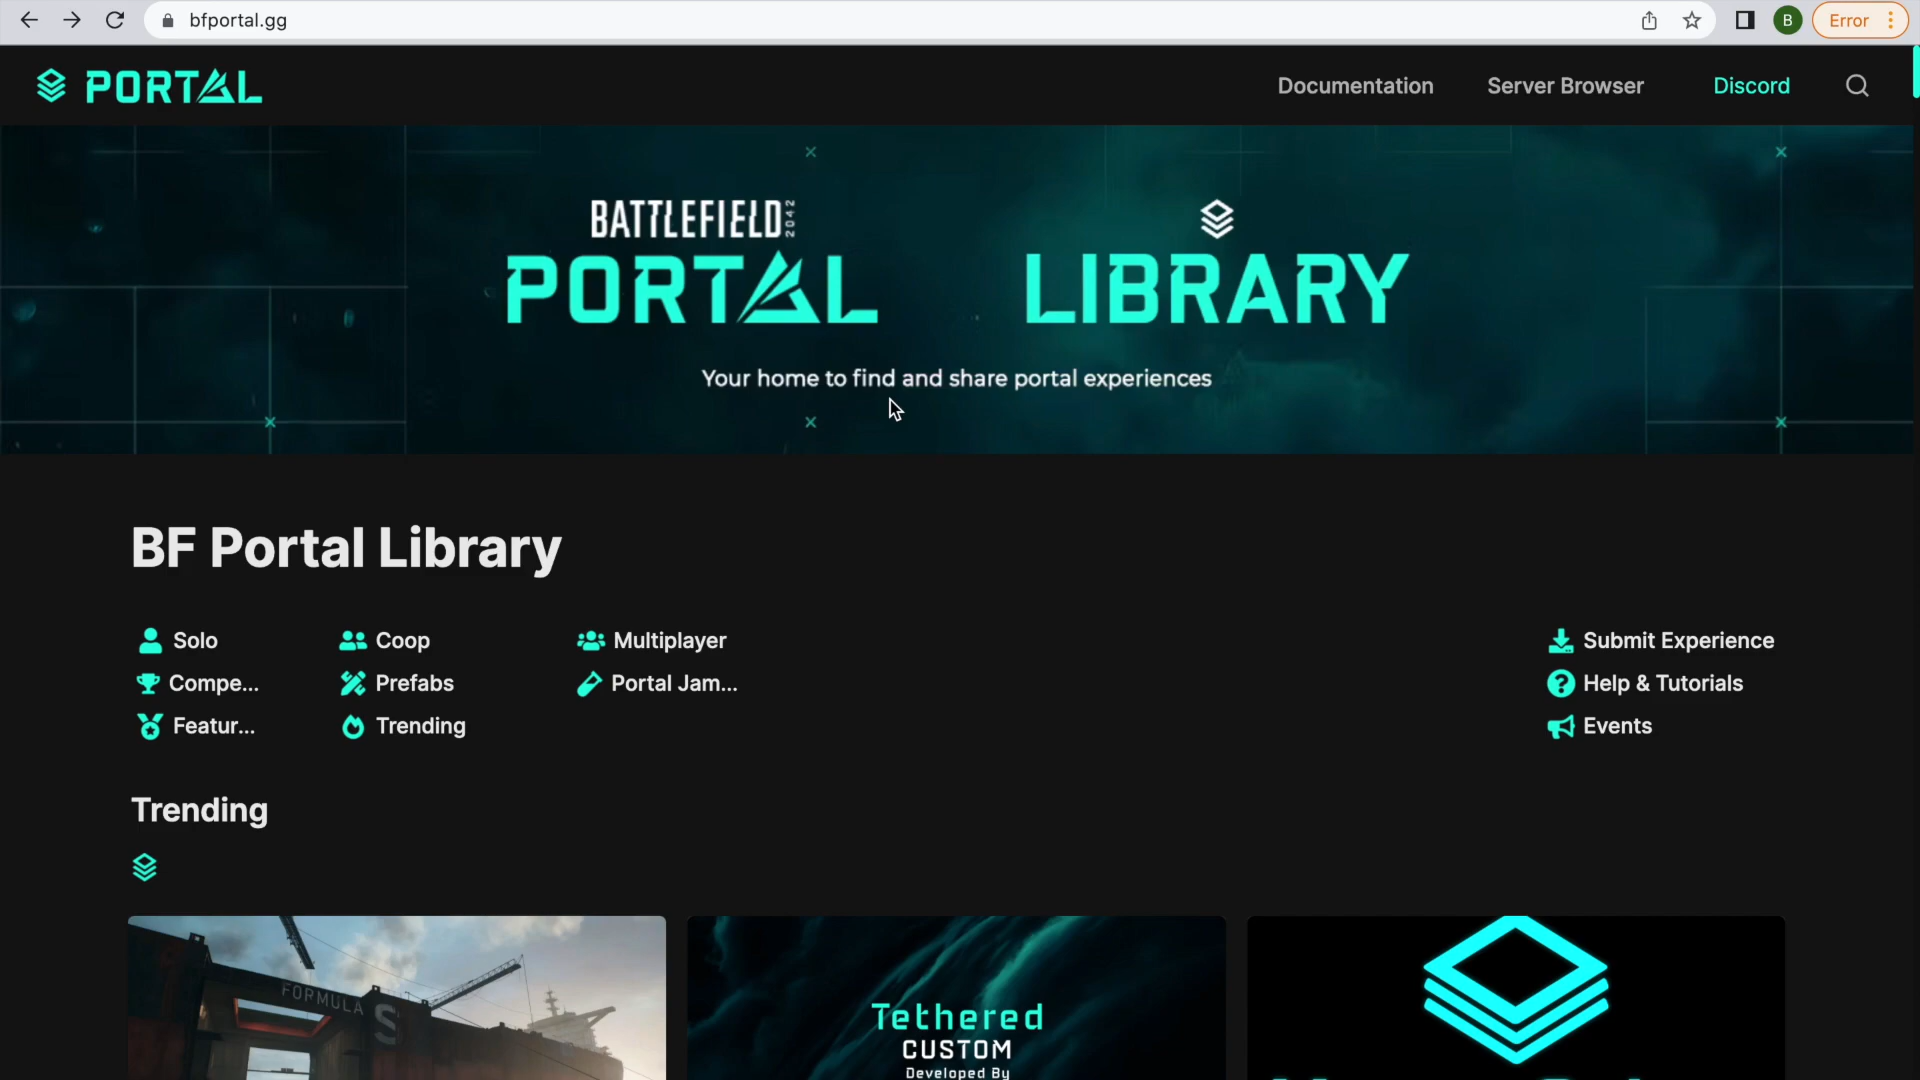 bfportal.gg
B
Error
PORTAL
Documentation
Server Browser
Discord
BATTLEFIELD 2042
PORTAL
LIBRARY
Your home to find and share portal experiences
BF Portal Library
Solo
Coop
Multiplayer
Submit Experience
Compe...
Prefabs
Portal Jam...
Help & Tutorials
Featur...
Trending
Events
Trending
FORMULA
S
Tethered
CUSTOM
Developed By